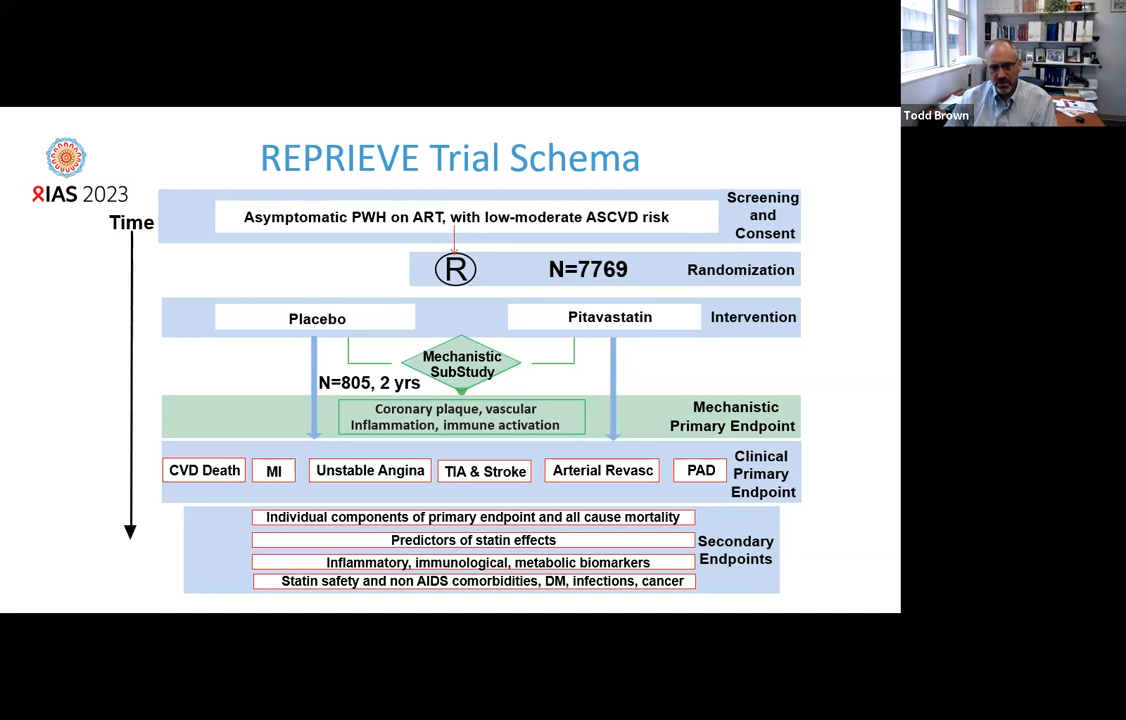 Todd Brown
REPRIEVE Trial Schema
IAS 2023
Time
Asymptomatic PWH on ART, with low-moderate ASCVD risk
Screening
and
Consent
R
N=7769
Randomization
Placebo
Pitavastatin
Intervention
Mechanistic
SubStudy
N=805, 2 yrs
Coronary plaque, vascular
Inflammation, immune activation
Mechanistic
Primary Endpoint
CVD Death
MI
Unstable Angina
TIA & Stroke
Arterial Revasc
PAD
Clinical
Primary
Endpoint
Individual components of primary endpoint and all cause mortality
Predictors of statin effects
Inflammatory, immunological, metabolic biomarkers
Statin safety and non AIDS comorbidities, DM, infections, cancer
Secondary
Endpoints